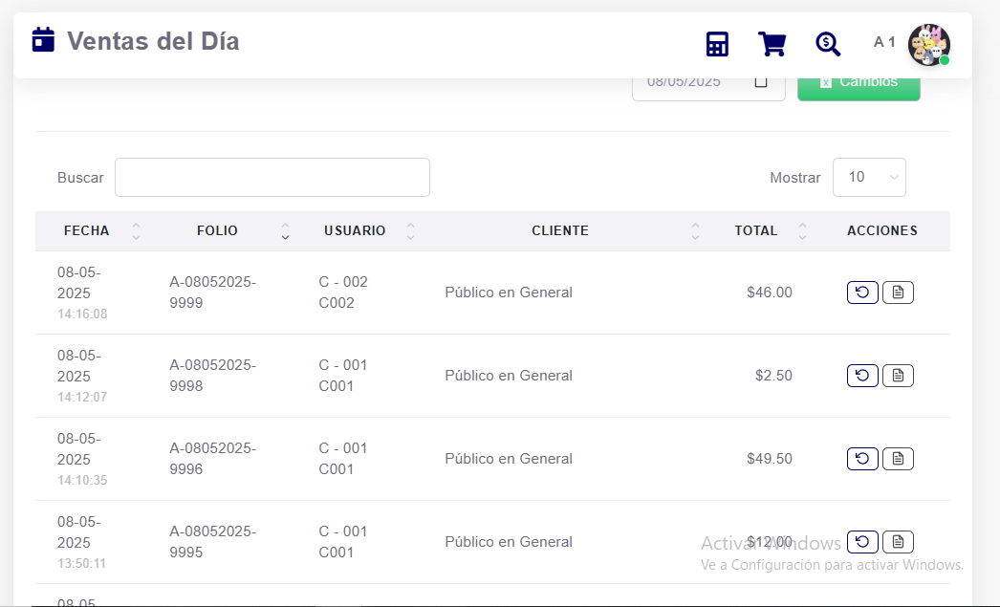 Ventas del Día
A 1
08/05/2025
Cambios
Buscar
Mostrar 10
FECHA FOLIO USUARIO CLIENTE TOTAL ACCIONES
08-05-
2025
14:16:08
A-08052025-
9999
C - 002
C002
Público en General
$46.00
08-05-
2025
14:12:07
A-08052025-
9998
C - 001
C001
Público en General
$2.50
08-05-
2025
14:10:35
A-08052025-
9996
C - 001
C001
Público en General
$49.50
08-05-
2025
13:50:11
A-08052025-
9995
C - 001
C001
Público en General
$12.00
Activar Windows
Ve a Configuración para activar Windows.
08-05